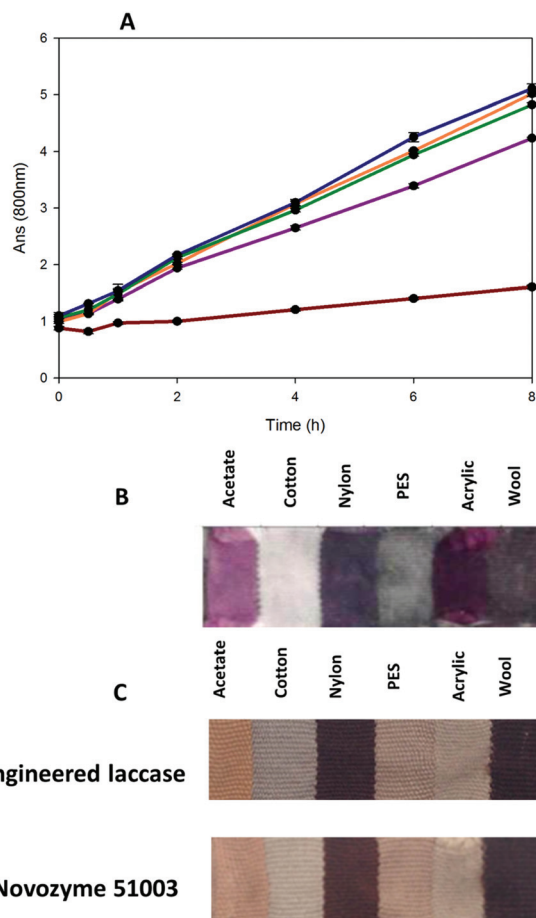 A
6
5
4
3
2
1
0
Ans (800nm)
0 2 4 6 8
Time (h)
B
Acetate Cotton Nylon PES Acrylic Wool
C
Acetate Cotton Nylon PES Acrylic Wool
ngineered laccase
Novozyme 51003